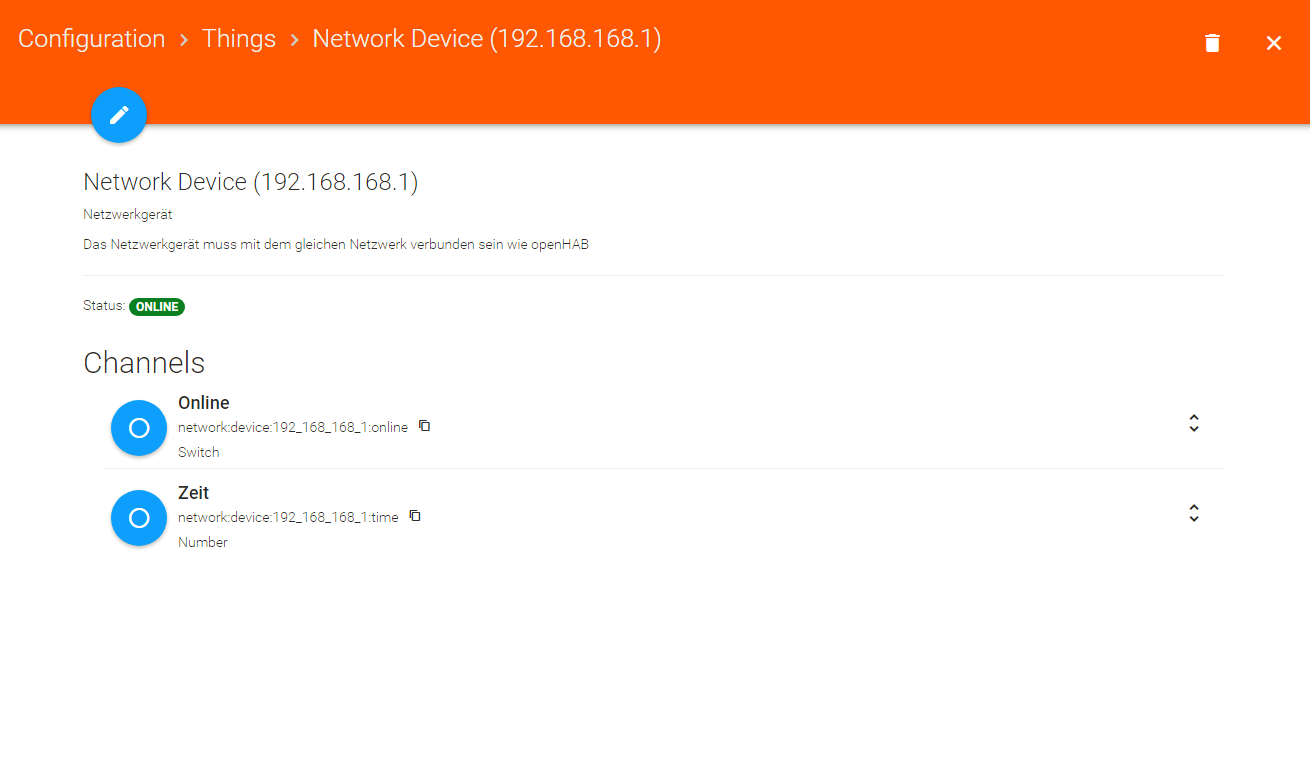 Configuration > Things > Network Device (192.168.168.1)
Network Device (192.168.168.1)
Netzwerkgerät
Das Netzwerkgerät muss mit dem gleichen Netzwerk verbunden sein wie openHAB
Status: ONLINE
Channels
Online
network:device:192_168_168_1:online
Switch
Zeit
network:device:192_168_168_1:time
Number